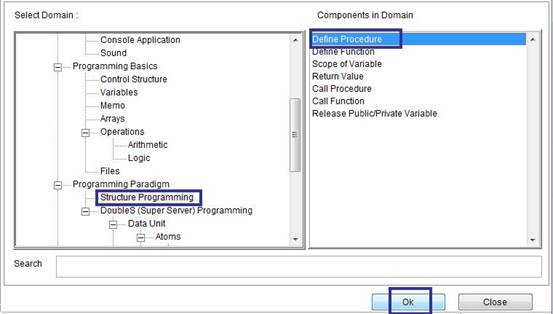 Select Domain :
Components in Domain
Console Application
Sound
Programming Basics
Control Structure
Variables
Memo
Arrays
Operations
Arithmetic
Logic
Files
Programming Paradigm
Structure Programming
DoubleS (Super Server) Programming
Data Unit
Atoms
Define Procedure
Define Function
Scope of Variable
Return Value
Call Procedure
Call Function
Release Public/Private Variable
Search
Ok
Close